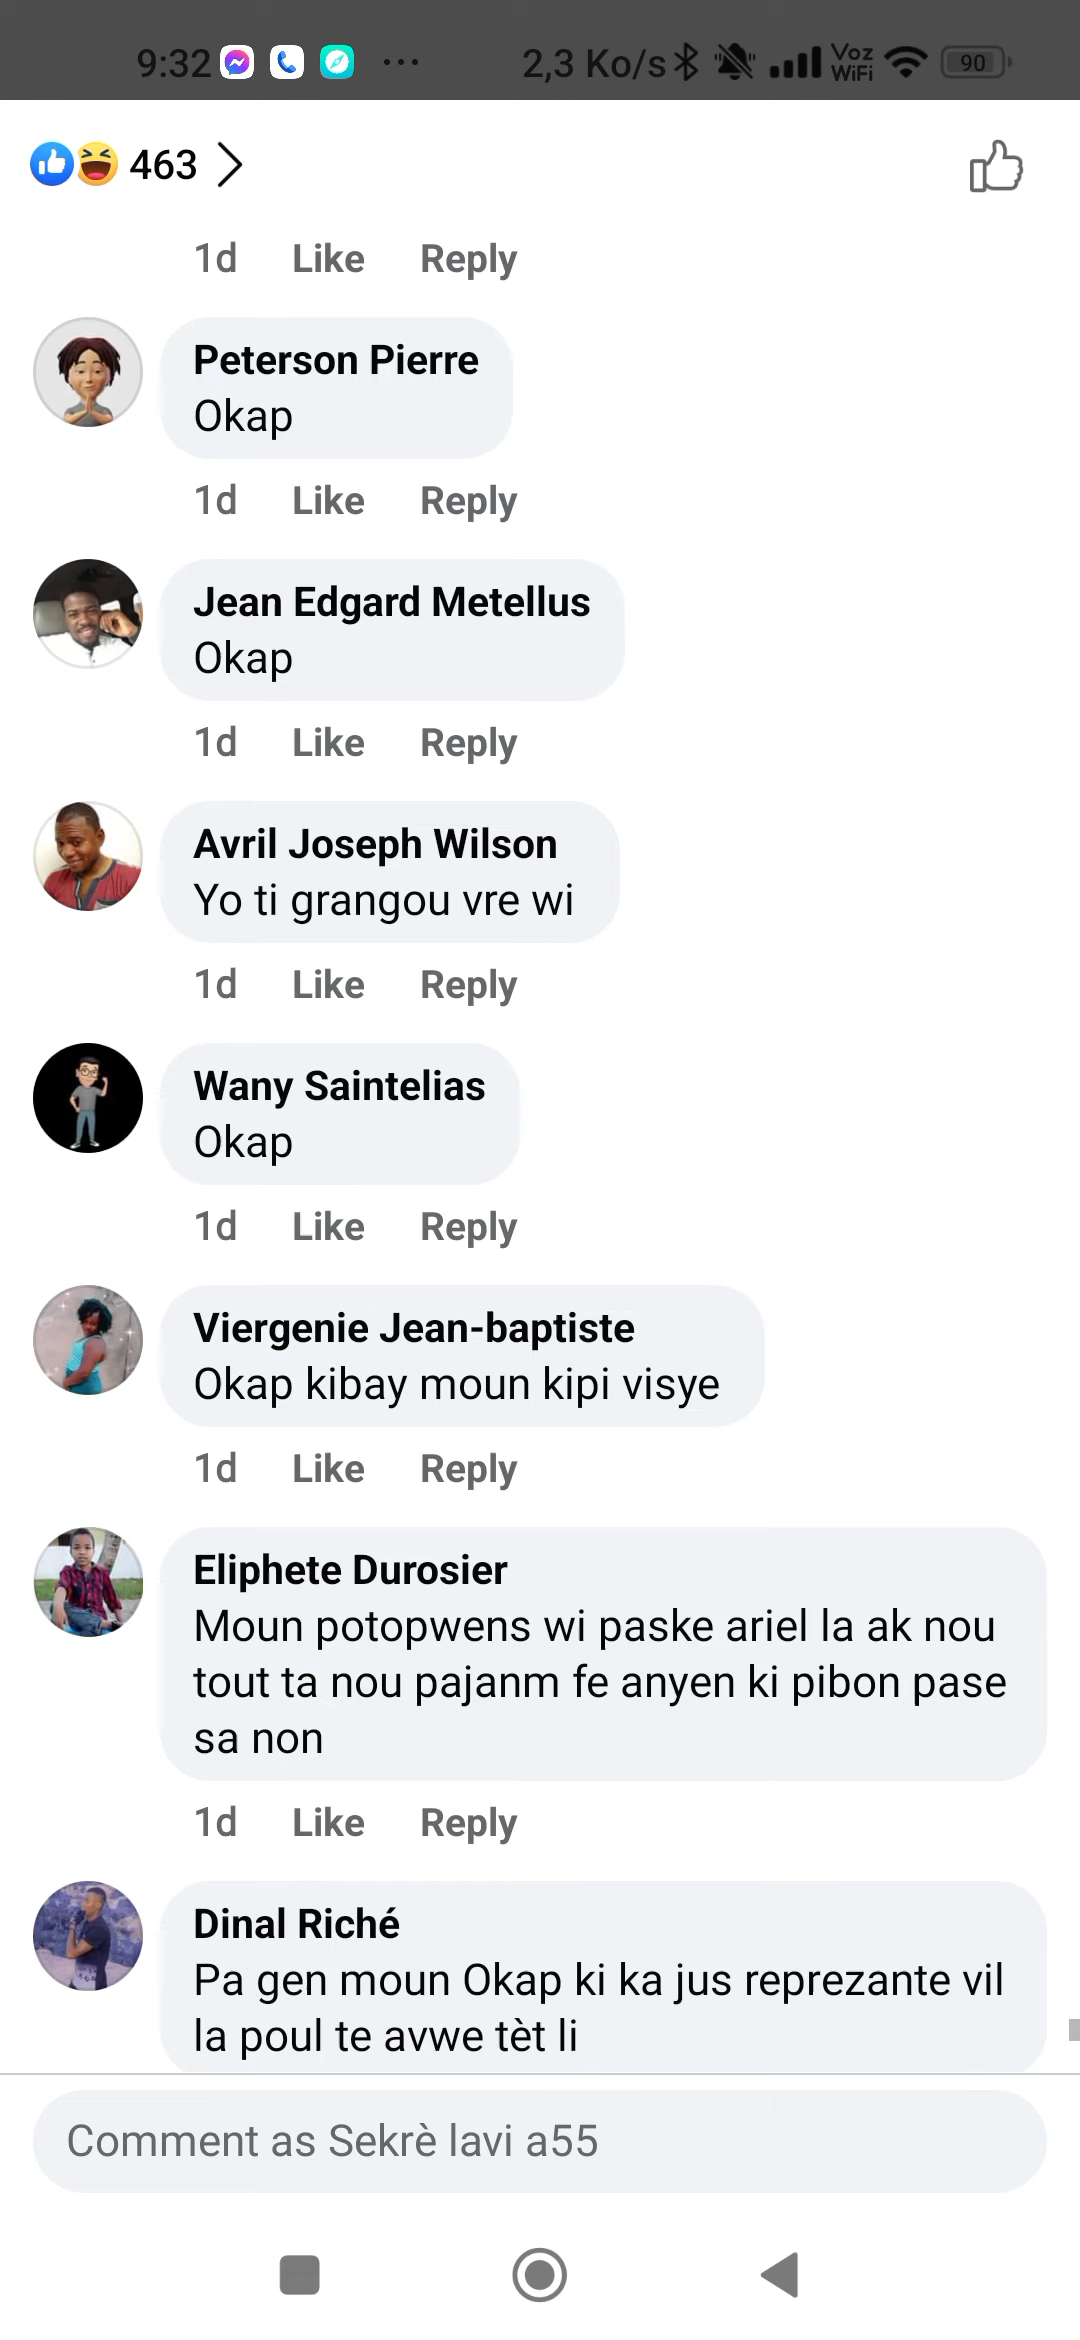 9:32 ... 2,3 Ko/s Voz WiFi 90
463
1d Like Reply
Peterson Pierre
Okap
1d Like Reply
Jean Edgard Metellus
Okap
1d Like Reply
Avril Joseph Wilson
Yo ti grangou vre wi
1d Like Reply
Wany Saintelias
Okap
1d Like Reply
Viergenie Jean-baptiste
Okap kibay moun kipi visye
1d Like Reply
Eliphete Durosier
Moun potopwens wi paske ariel la ak nou
tout ta nou pajanm fe anyen ki pibon pase
sa non
1d Like Reply
Dinal Riché
Pa gen moun Okap ki ka jus reprezante vil
la poul te avwe tèt li
Comment as Sekrè lavi a55